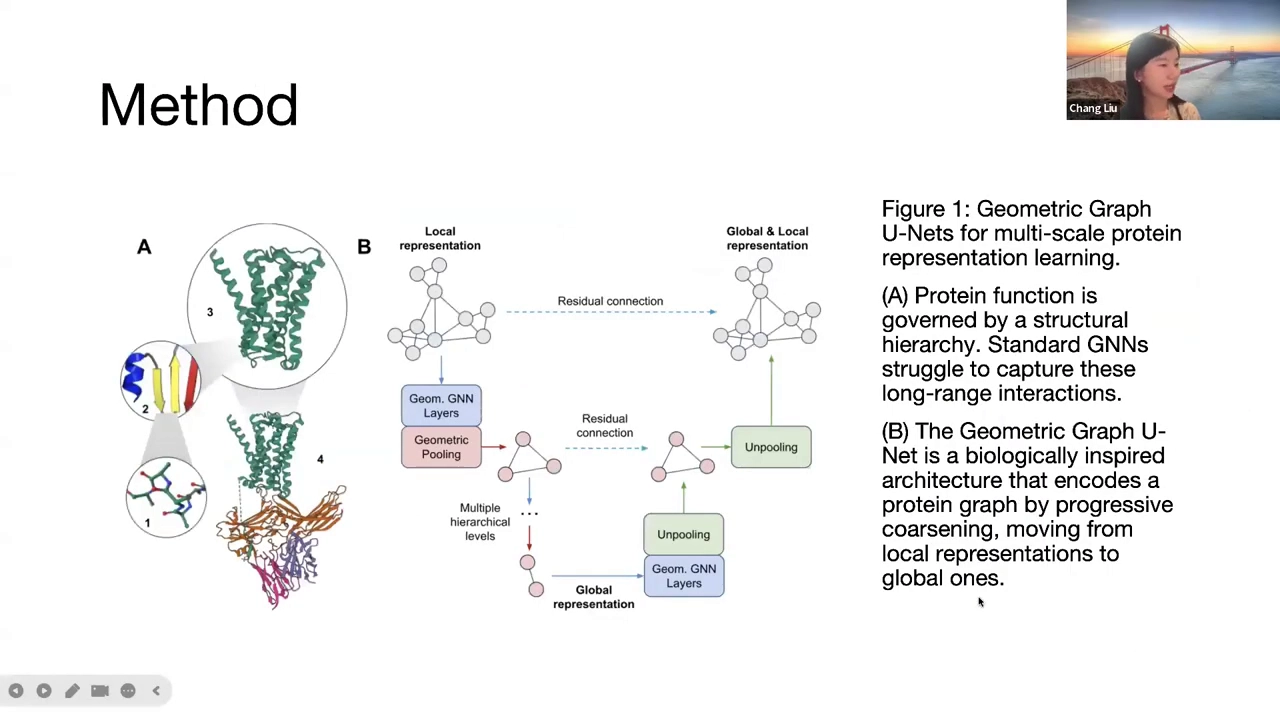 Chang Liu
Method
A
3
2
1
4
B
Local
representation
Global & Local
representation
Residual connection
Geom. GNN
Layers
Geometric
Pooling
Residual
connection
Unpooling
Multiple
hierarchical
levels
...
Unpooling
Geom. GNN
Layers
Global
representation
Figure 1: Geometric Graph
U-Nets for multi-scale protein
representation learning.
(A) Protein function is
governed by a structural
hierarchy. Standard GNNs
struggle to capture these
long-range interactions.
(B) The Geometric Graph U-
Net is a biologically inspired
architecture that encodes a
protein graph by progressive
coarsening, moving from
local representations to
global ones.